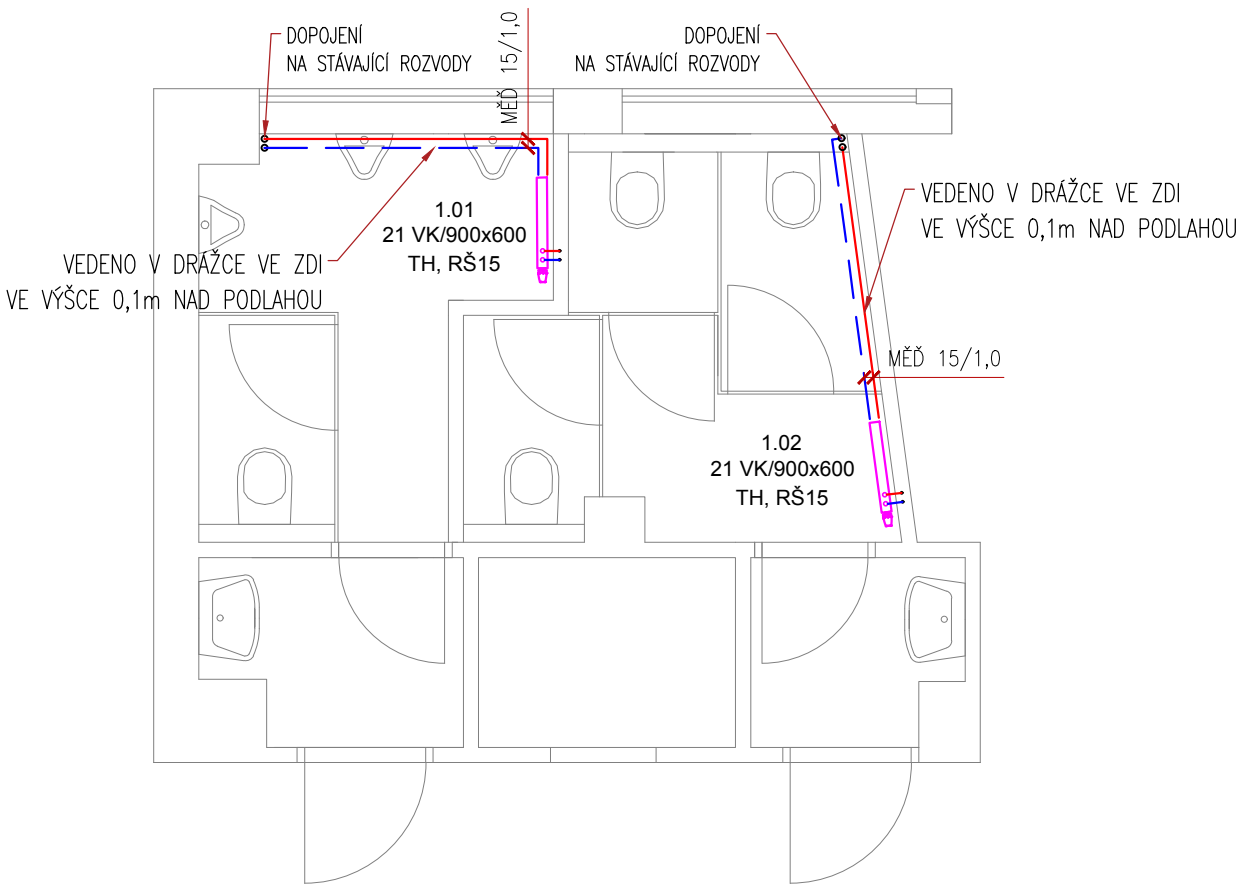 DOPOJENÍ
NA STÁVAJÍCÍ ROZVODY
MĚĎ 15/1,0
DOPOJENÍ
NA STÁVAJÍCÍ ROZVODY
VEDENO V DRÁŽCE VE ZDI
VE VÝŠCE 0,1m NAD PODLAHOU
1.01
21 VK/900x600
TH, RŠ15
VEDENO V DRÁŽCE VE ZDI
VE VÝŠCE 0,1m NAD PODLAHOU
MĚĎ 15/1,0
1.02
21 VK/900x600
TH, RŠ15